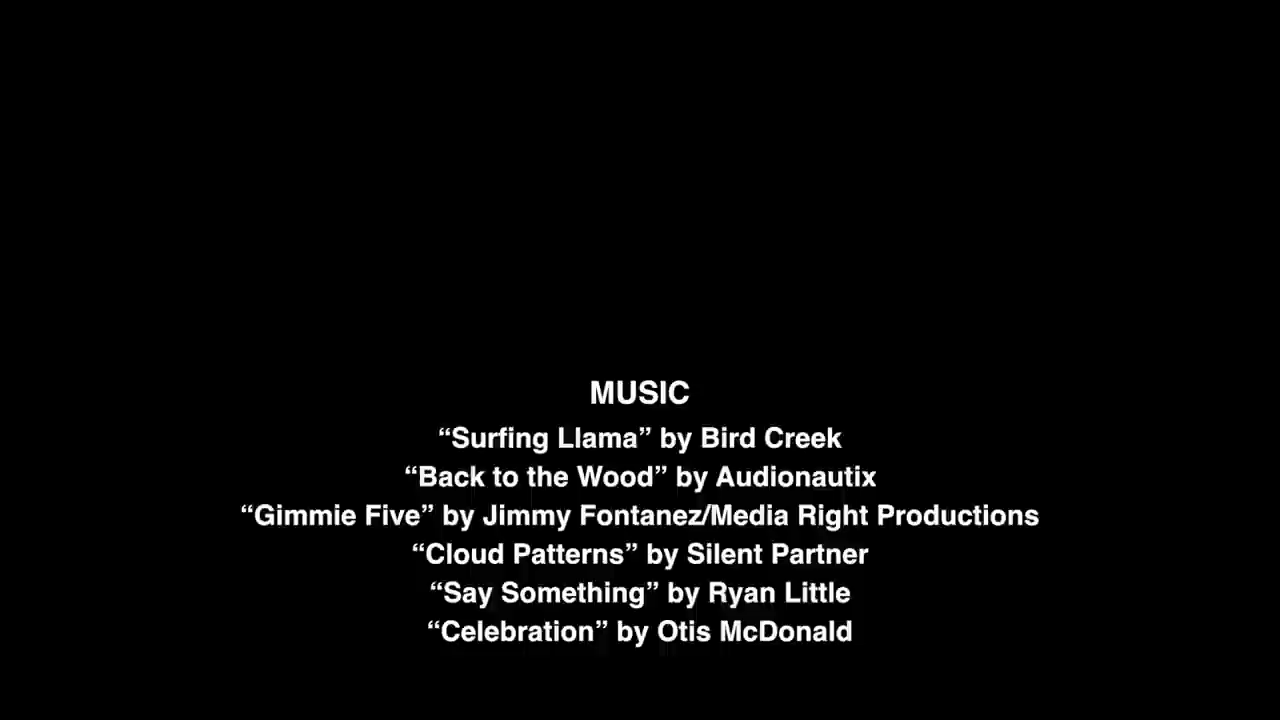 MUSIC
“Surfing Llama” by Bird Creek
“Back to the Wood” by Audionautix
“Gimmie Five” by Jimmy Fontanez/Media Right Productions
“Cloud Patterns” by Silent Partner
“Say Something” by Ryan Little
“Celebration” by Otis McDonald